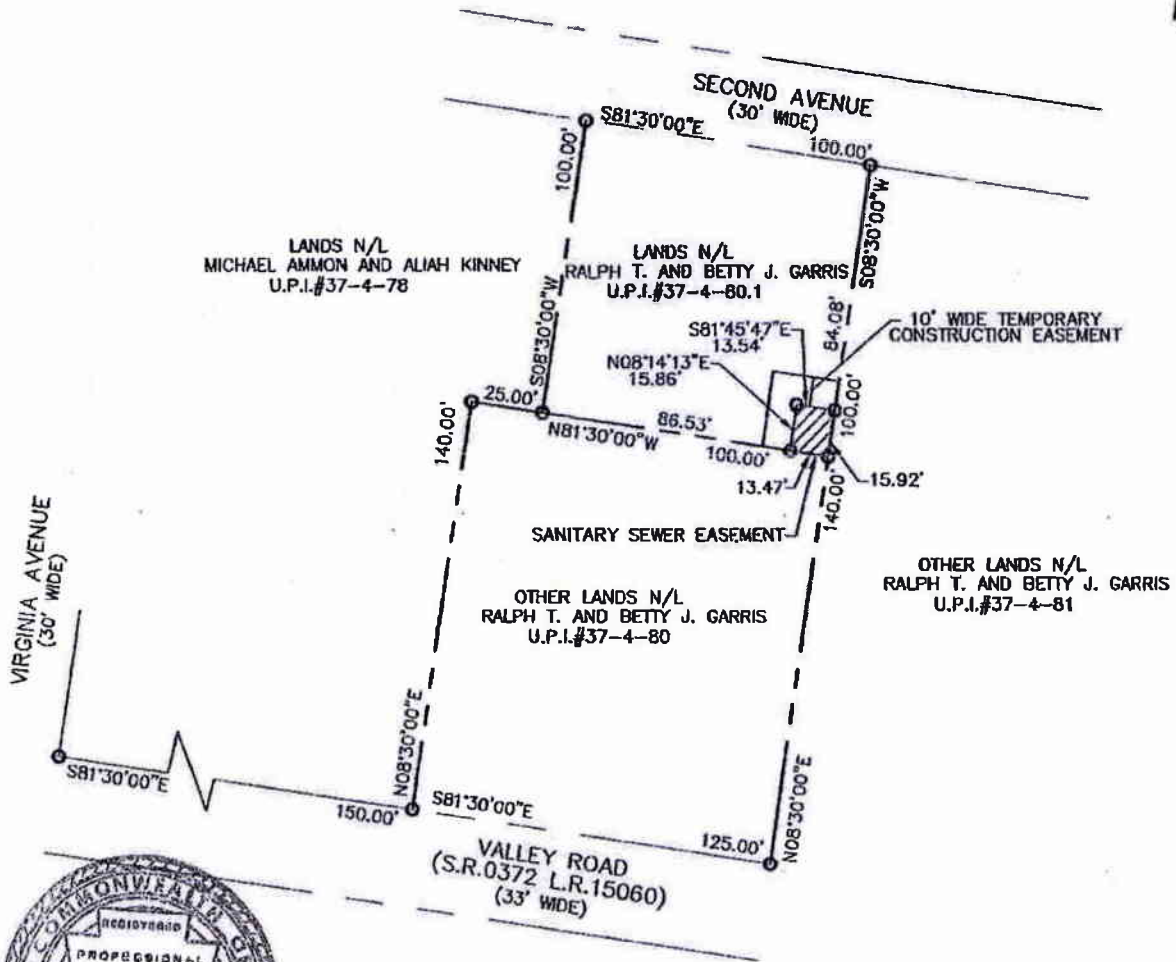 SECOND AVENUE
(30' WIDE)
S81°30'00"E
100.00'
100.00'
S08°30'00"W
LANDS N/L
MICHAEL AMMON AND ALIAH KINNEY
U.P.I.#37-4-78
LANDS N/L
RALPH T. AND BETTY J. GARRIS
U.P.I.#37-4-80.1
S08°30'00"W
84.08'
10' WIDE TEMPORARY
CONSTRUCTION EASEMENT
S81°45'47"E
13.54'
N08°14'13"E
15.86'
100.00'
25.00'
N81°30'00"W
86.53'
100.00'
13.47'
15.92'
140.00'
140.00'
SANITARY SEWER EASEMENT
OTHER LANDS N/L
RALPH T. AND BETTY J. GARRIS
U.P.I.#37-4-80
OTHER LANDS N/L
RALPH T. AND BETTY J. GARRIS
U.P.I.#37-4-81
VIRGINIA AVENUE
(30' WIDE)
S81°30'00"E
150.00'
N08°30'00"E
S81°30'00"E
125.00'
N08°30'00"E
VALLEY ROAD
(S.R.0372 L.R.15060)
(33' WIDE)
COMMONWEALTH OF
REGISTERED
PROFESSIONAL